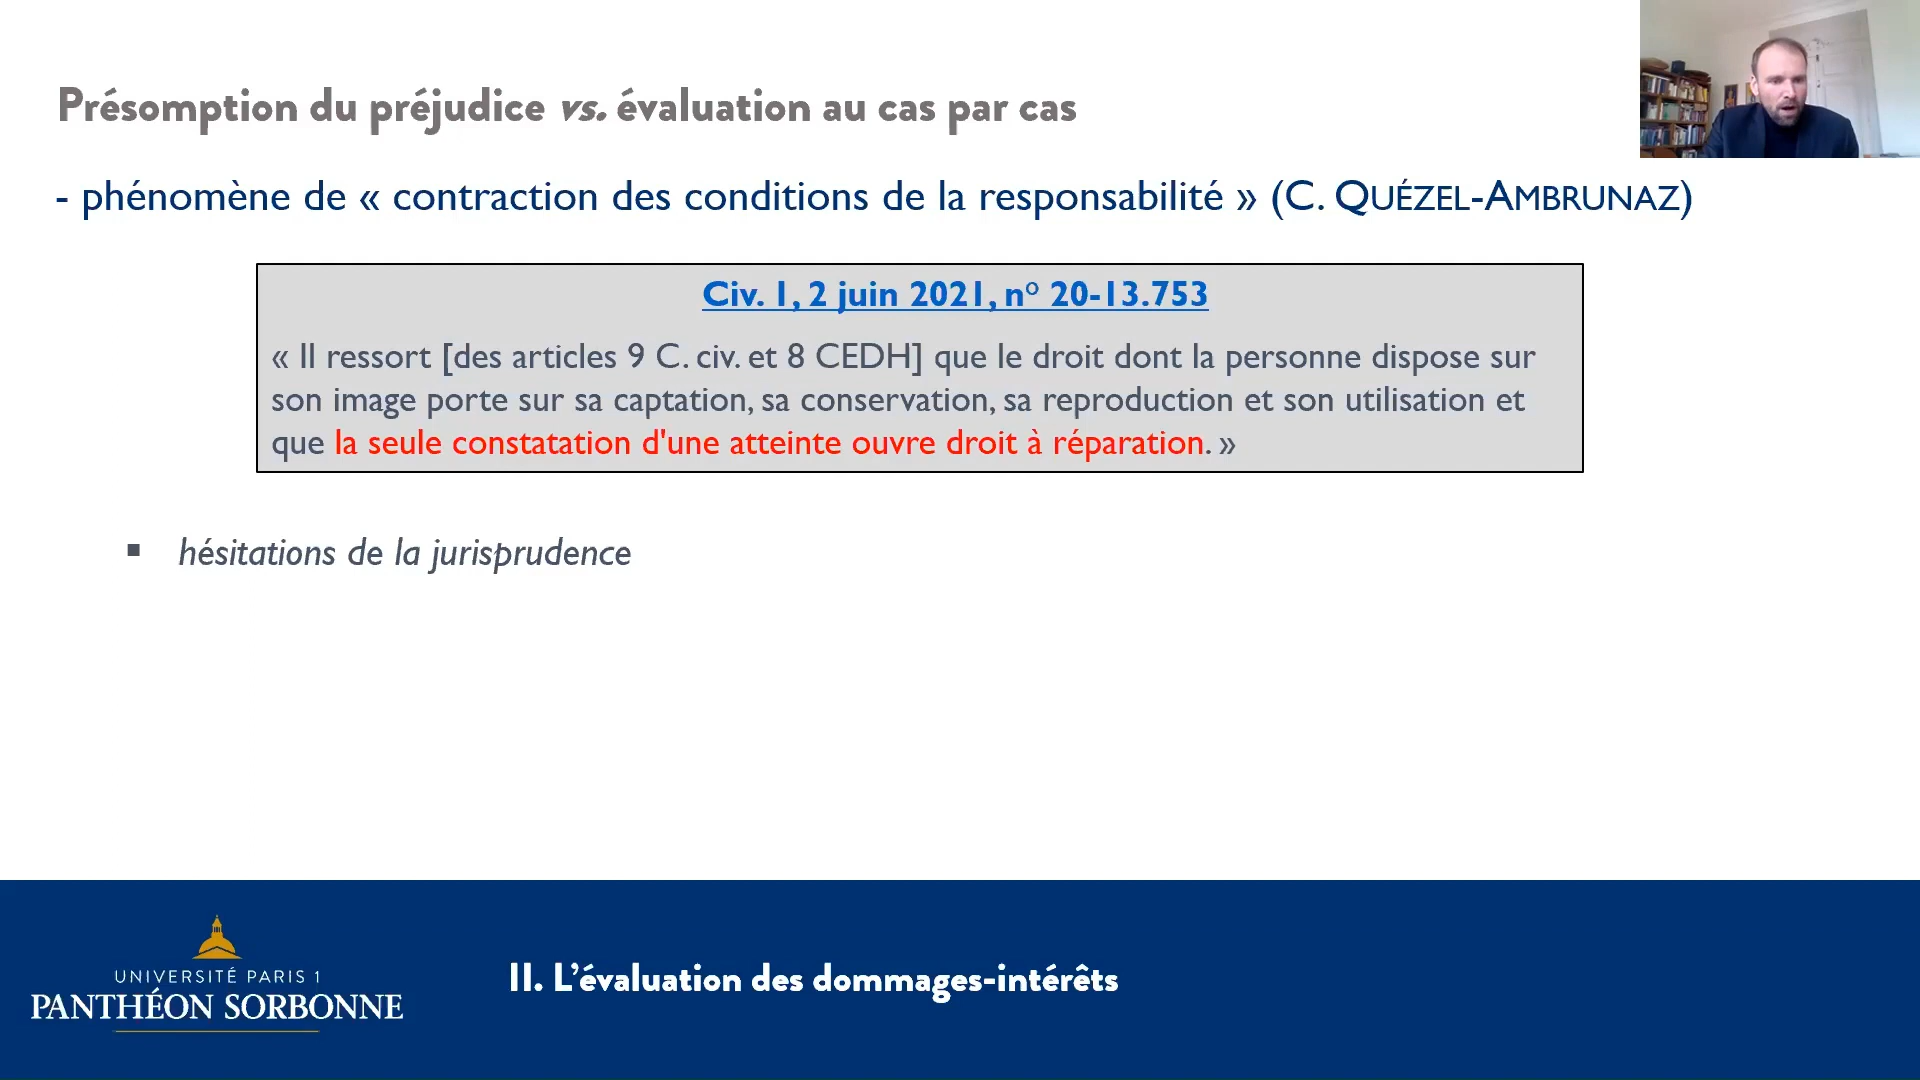 Présomption du préjudice vs. évaluation au cas par cas
- phénomène de « contraction des conditions de la responsabilité » (C. QUÉZEL-AMBRUNAZ)
Civ. 1, 2 juin 2021, nº 20-13.753
« Il ressort [des articles 9 C. civ. et 8 CEDH] que le droit dont la personne dispose sur
son image porte sur sa captation, sa conservation, sa reproduction et son utilisation et
que la seule constatation d'une atteinte ouvre droit à réparation. »
▪ hésitations de la jurisprudence
UNIVERSITÉ PARIS 1
PANTHÉON SORBONNE
II. L’évaluation des dommages-intérêts